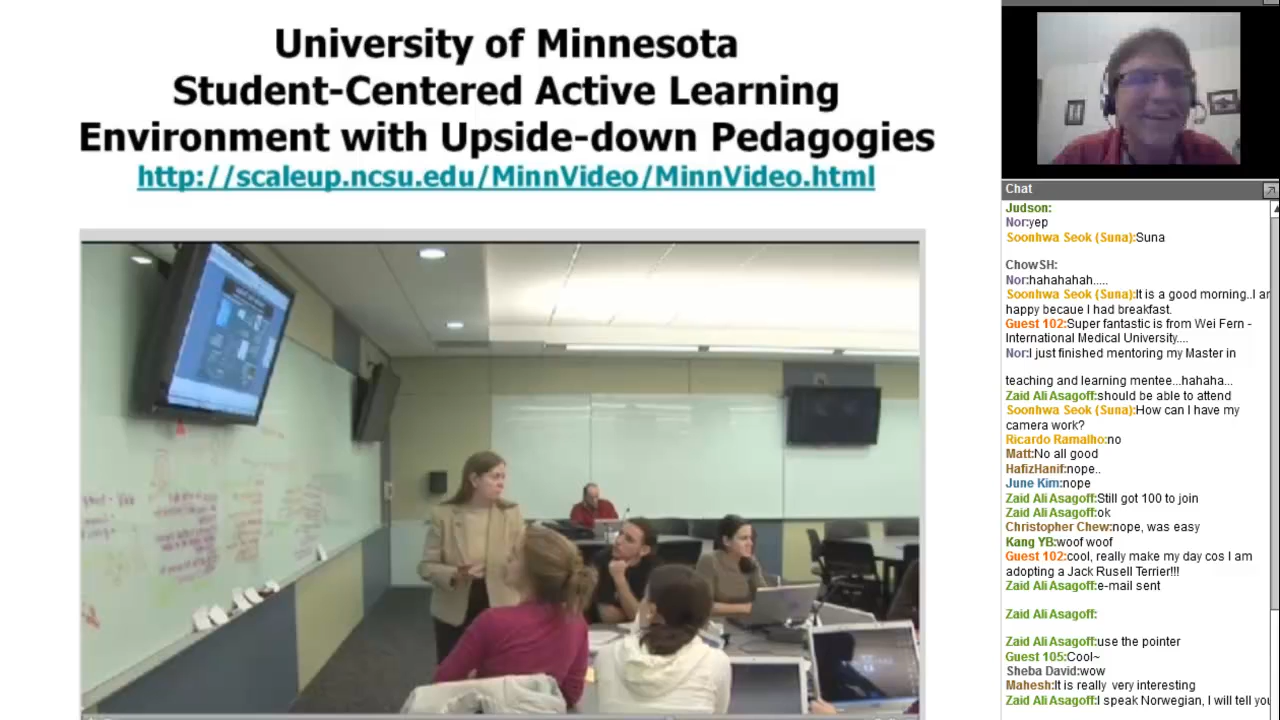 University of Minnesota
Student-Centered Active Learning
Environment with Upside-down Pedagogies
http://scaleup.ncsu.edu/MinnVideo/MinnVideo.html
Chat
Judson:
Nor:yep
Soonhwa Seok (Suna):Suna
ChowSH:
Nor:hahahahah.....
Soonhwa Seok (Suna):It is a good morning..I am
happy becaue I had breakfast.
Guest 102:Super fantastic is from Wei Fern -
International Medical University....
Nor:I just finished mentoring my Master in
teaching and learning mentee...hahaha...
Zaid Ali Asagoff:should be able to attend
Soonhwa Seok (Suna):How can I have my
camera work?
Ricardo Ramalho:no
Matt:No all good
HafizHanif:nope..
June Kim:nope
Zaid Ali Asagoff:Still got 100 to join
Zaid Ali Asagoff:ok
Christopher Chew:nope, was easy
Kang YB:woof woof
Guest 102:cool, really make my day cos I am
adopting a Jack Rusell Terrier!!!
Zaid Ali Asagoff:e-mail sent
Zaid Ali Asagoff:
Zaid Ali Asagoff:use the pointer
Guest 105:Cool~
Sheba David:wow
Mahesh:It is really very interesting
Zaid Ali Asagoff:I speak Norwegian, I will tell you